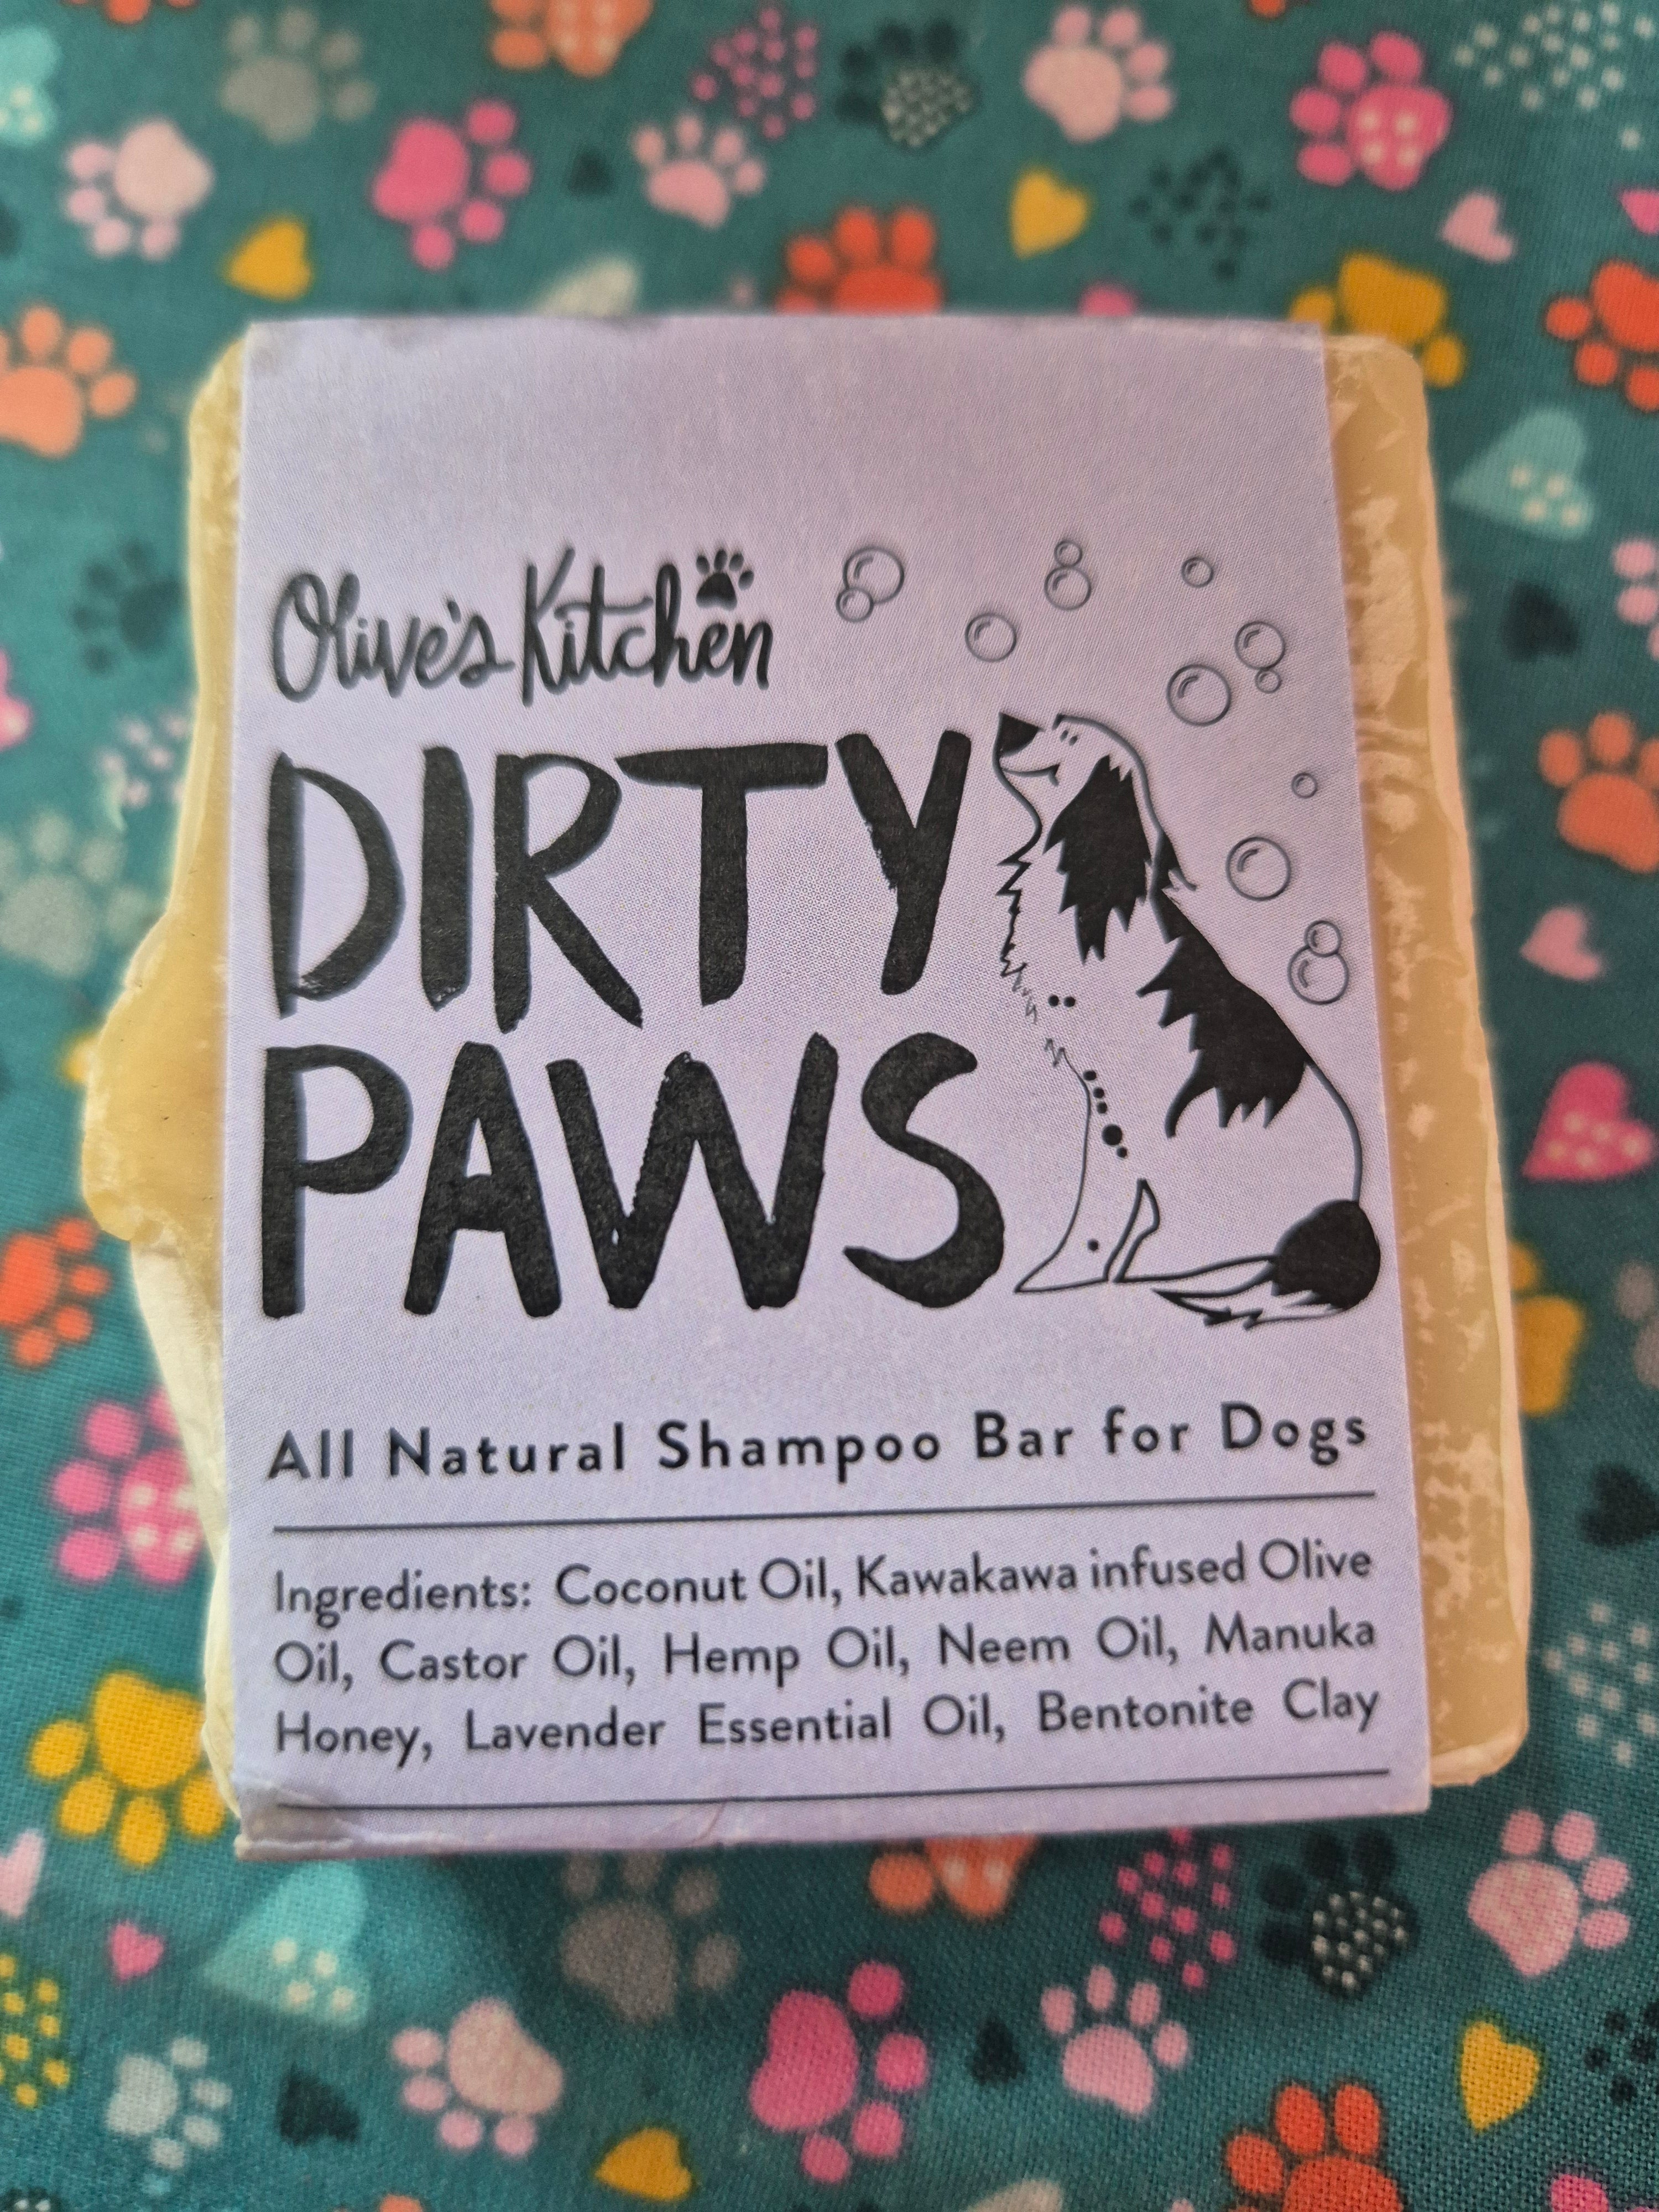 Olive's Kitchen
DIRTY
PAWS
All Natural Shampoo Bar for Dogs
Ingredients: Coconut Oil, Kawakawa infused Olive
Oil, Castor Oil, Hemp Oil, Neem Oil, Manuka
Honey, Lavender Essential Oil, Bentonite Clay